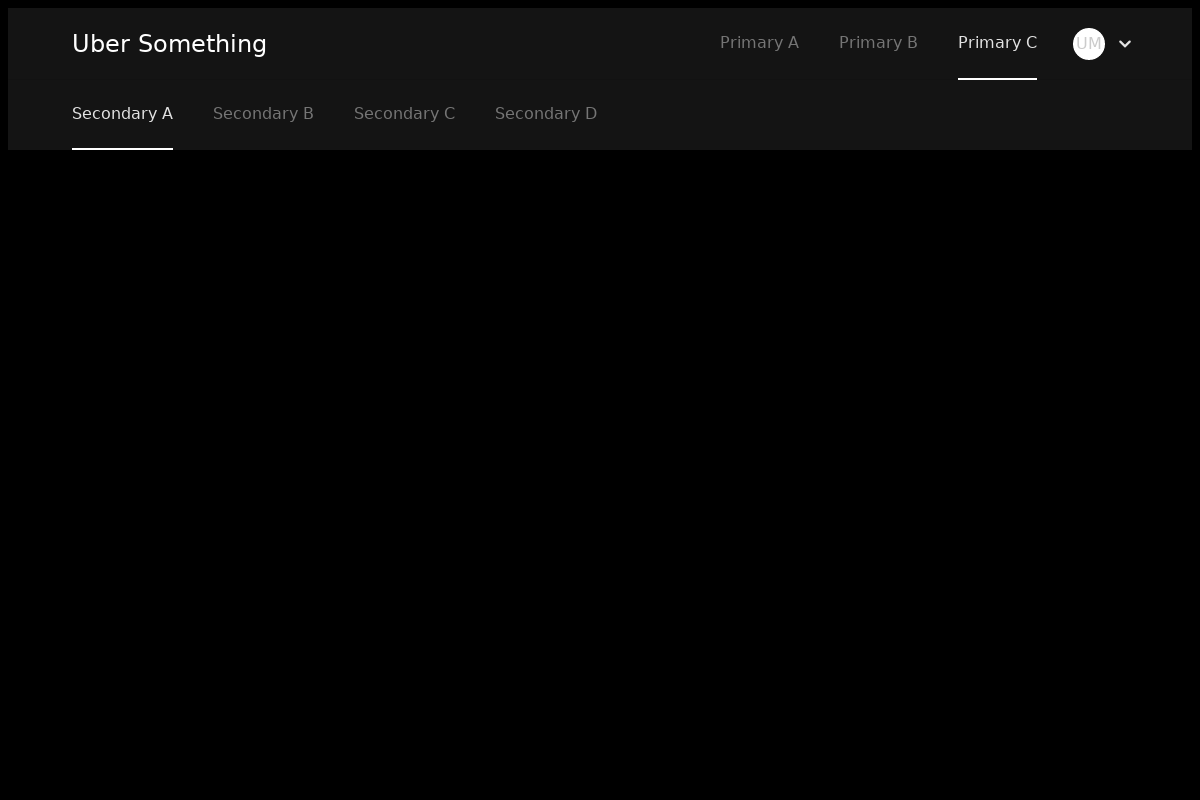 Uber Something
Primary A
Primary B
Primary C
UM
Secondary A
Secondary B
Secondary C
Secondary D